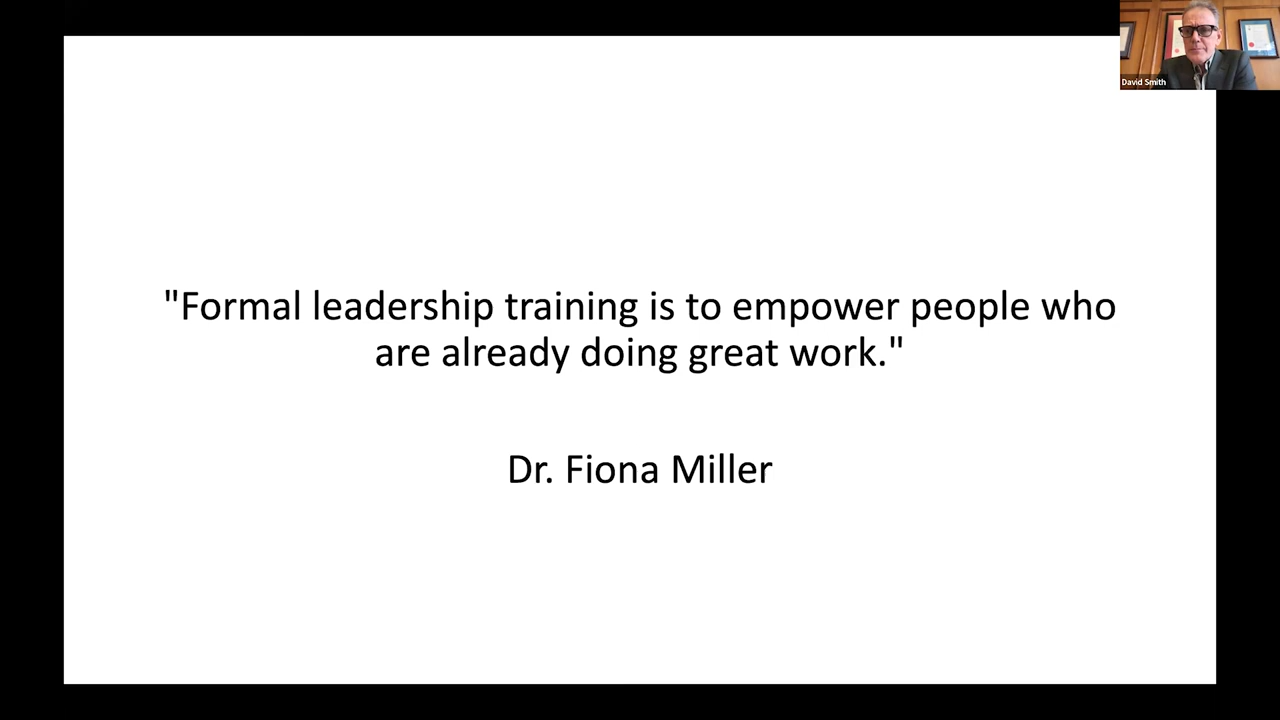 David Smith
"Formal leadership training is to empower people who
are already doing great work."
Dr. Fiona Miller